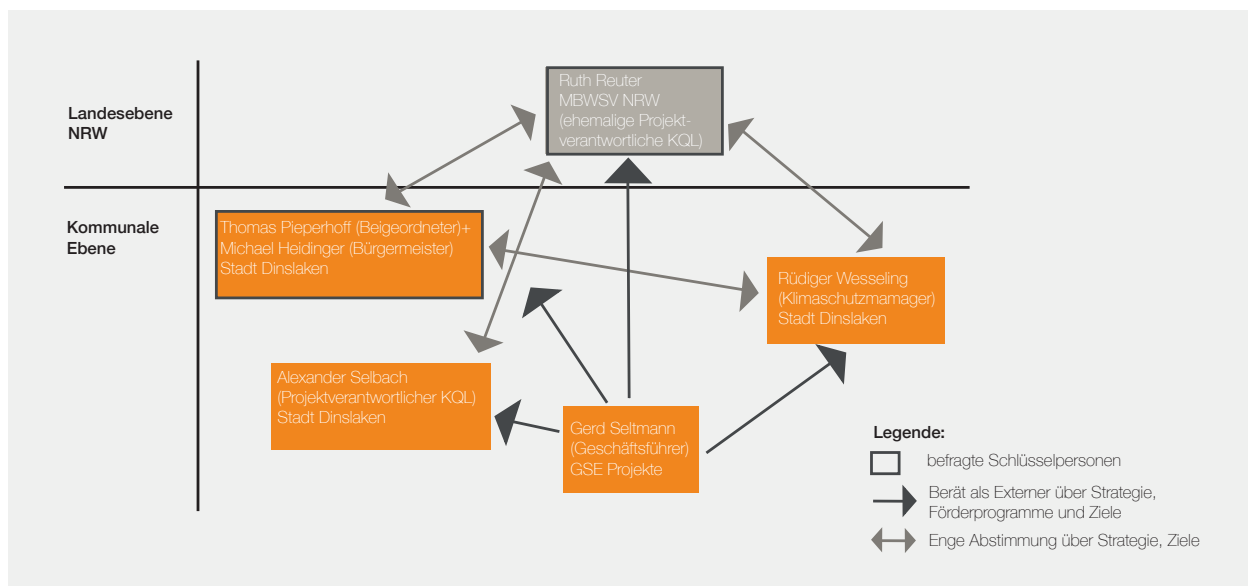 Landesebene
NRW
Ruth Reuter
MBWSV NRW
(ehemalige Projekt-
verantwortliche KQL)
Kommunale
Ebene
Thomas Pieperhoff (Beigeordneter)+
Michael Heidinger (Bürgermeister)
Stadt Dinslaken
Rüdiger Wesseling
(Klimaschutzmamager)
Stadt Dinslaken
Alexander Selbach
(Projektverantwortlicher KQL)
Stadt Dinslaken
Gerd Seltmann
(Geschäftsführer)
GSE Projekte
Legende:
befragte Schlüsselpersonen
Berät als Externer über Strategie,
Förderprogramme und Ziele
Enge Abstimmung über Strategie, Ziele